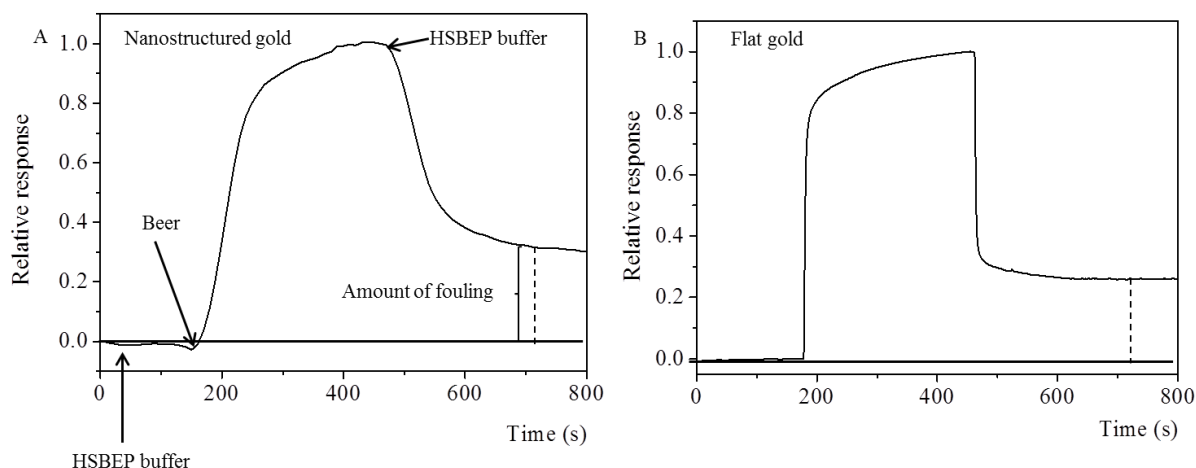 A
Nanostructured gold
HSBEP buffer
Beer
Amount of fouling
HSBEP buffer
Relative response
1.0
0.8
0.6
0.4
0.2
0.0
0
200
400
600
800
Time (s)
B
Flat gold
Relative response
1.0
0.8
0.6
0.4
0.2
0.0
0
200
400
600
800
Time (s)